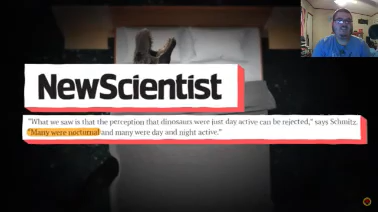 NewScientist
"What we saw is that the perception that dinosaurs were just day active can be rejected," says Schmitz.
"Many were nocturnal and many were day and night active."